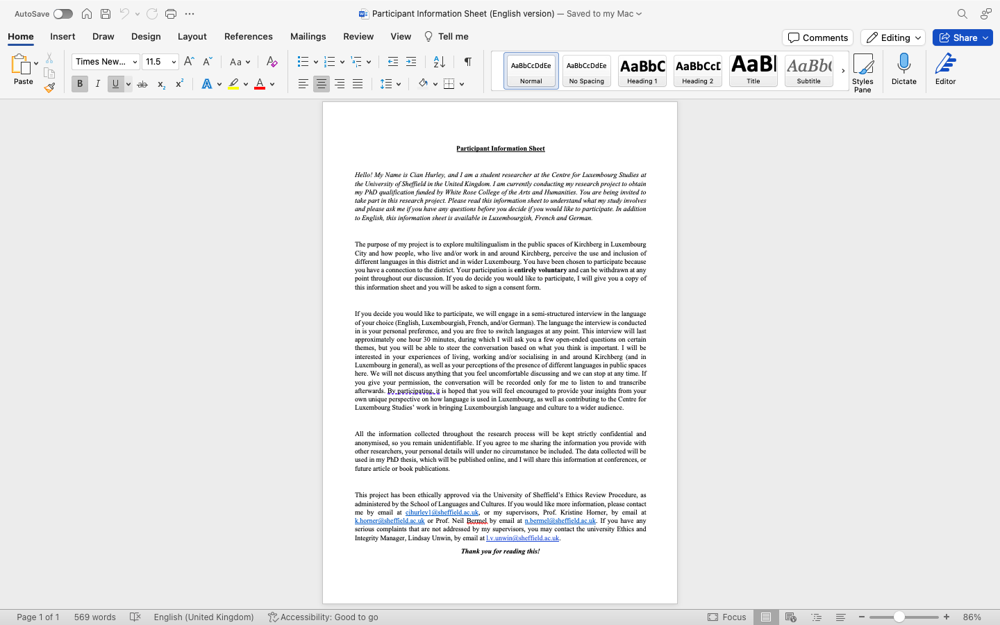 AutoSave
Participant Information Sheet (English version) — Saved to my Mac
Home Insert Draw Design Layout References Mailings Review View Tell me
Comments Editing Share
Paste
Times New... 11.5
Aa
B I U ab x₂ x²
A A
AaBbCcDdEe AaBbCcDdEe AaBbC AaBbCcD AaBb AaBb
Normal No Spacing Heading 1 Heading 2 Title Subtitle
Styles Pane
Dictate
Editor
Participant Information Sheet
Hello! My Name is Cian Hurley, and I am a student researcher at the Centre for Luxembourg Studies at
the University of Sheffield in the United Kingdom. I am currently conducting my research project to obtain
my PhD qualification funded by White Rose College of the Arts and Humanities. You are being invited to
take part in this research project. Please read this information sheet to understand what my study involves
and please ask me if you have any questions before you decide if you would like to participate. In addition
to English, this information sheet is available in Luxembourgish, French and German.
The purpose of my project is to explore multilingualism in the public spaces of Kirchberg in Luxembourg
City and how people, who live and/or work in and around Kirchberg, perceive the use and inclusion of
different languages in this district and in wider Luxembourg. You have been chosen to participate because
you have a connection to the district. Your participation is entirely voluntary and can be withdrawn at any
point throughout our discussion. If you do decide you would like to participate, I will give you a copy of
this information sheet and you will be asked to sign a consent form.
If you decide you would like to participate, we will engage in a semi-structured interview in the language
of your choice (English, Luxembourgish, French, and/or German). The language the interview is conducted
in is your personal preference, and you are free to switch languages at any point. This interview will last
approximately one hour 30 minutes, during which I will ask you a few open-ended questions on certain
themes, but you will be able to steer the conversation based on what you think is important. I will be
interested in your experiences of living, working and/or socialising in and around Kirchberg (and in
Luxembourg in general), as well as your perceptions of the presence of different languages in public spaces
here. We will not discuss anything that you feel uncomfortable discussing and we can stop at any time. If
you give your permission, the conversation will be recorded only for me to listen to and transcribe
afterwards. By participating, it is hoped that you will feel encouraged to provide your insights from your
own unique perspective on how language is used in Luxembourg, as well as contributing to the Centre for
Luxembourg Studies' work in bringing Luxembourgish language and culture to a wider audience.
All the information collected throughout the research process will be kept strictly confidential and
anonymised, so you remain unidentifiable. If you agree to me sharing the information you provide with
other researchers, your personal details will under no circumstance be included. The data collected will be
used in my PhD thesis, which will be published online, and I will share this information at conferences, or
future article or book publications.
This project has been ethically approved via the University of Sheffield's Ethics Review Procedure, as
administered by the School of Languages and Cultures. If you would like more information, please contact
me by email at cjhurley1@sheffield.ac.uk, or my supervisors, Prof. Kristine Horner, by email at
k.horner@sheffield.ac.uk or Prof. Neil Bermel by email at n.bermel@sheffield.ac.uk. If you have any
serious complaints that are not addressed by my supervisors, you may contact the university Ethics and
Integrity Manager, Lindsay Unwin, by email at l.v.unwin@sheffield.ac.uk.
Thank you for reading this!
Page 1 of 1 569 words English (United Kingdom) Accessibility: Good to go Focus 86%